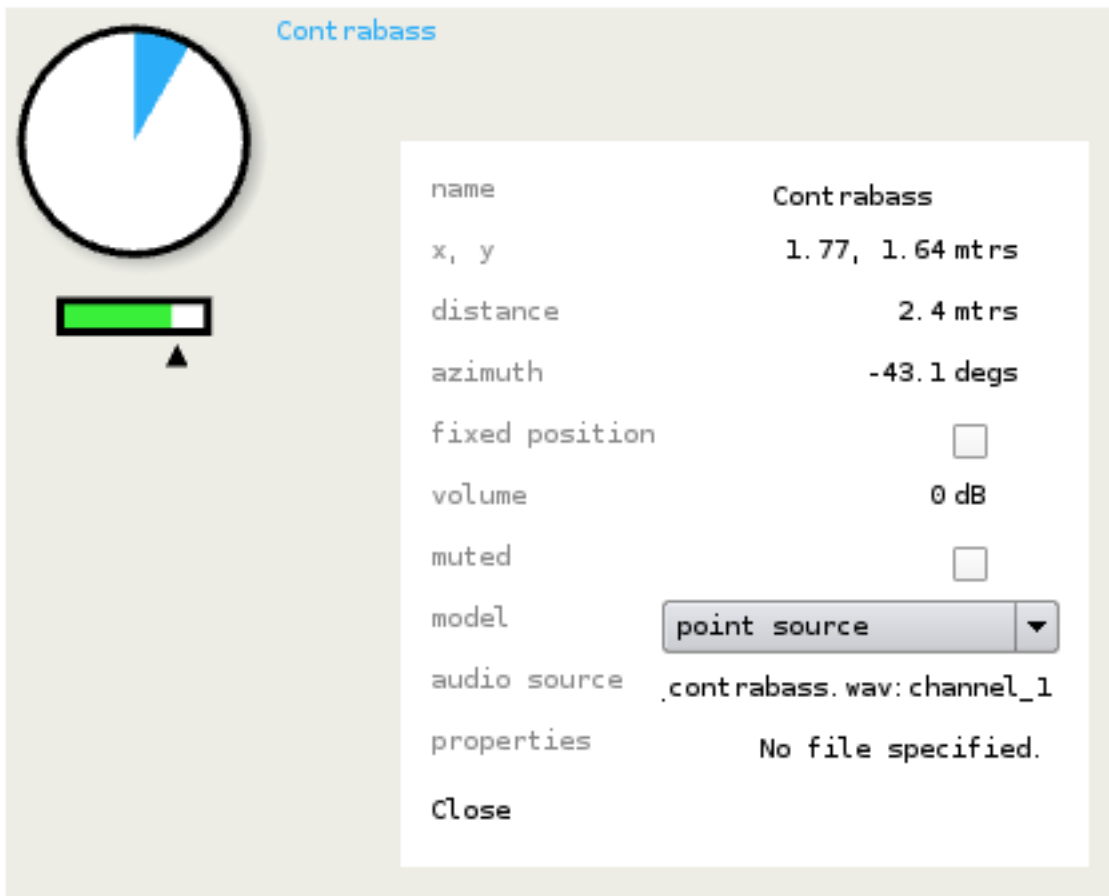 Contrabass
name Contrabass
x, y 1.77, 1.64 mtrs
distance 2.4 mtrs
azimuth -43.1 degs
fixed position
volume 0 dB
muted
model point source
audio source contrabass.wav:channel_1
properties No file specified.
Close